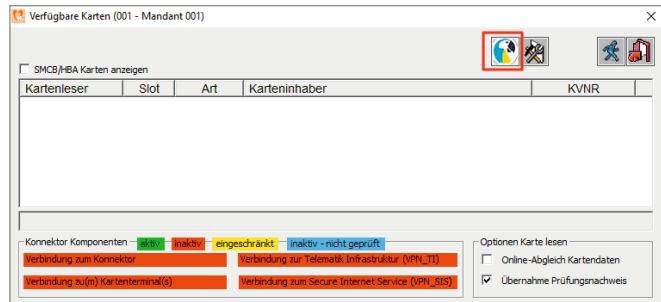 Verfügbare Karten (001 - Mandant 001)
SMCB/HBA Karten anzeigen
Kartenleser Slot Art Karteninhaber KVNR
Konnektor Komponenten aktiv inaktiv eingeschränkt inaktiv - nicht geprüft
Verbindung zum Konnektor
Verbindung zur Telematik Infrastruktur (VPN_TI)
Verbindung zu(m) Kartenterminal(s)
Verbindung zum Secure Internet Service (VPN_SIS)
Optionen Karte lesen
Online-Abgleich Kartendaten
Übernahme Prüfungsnachweis